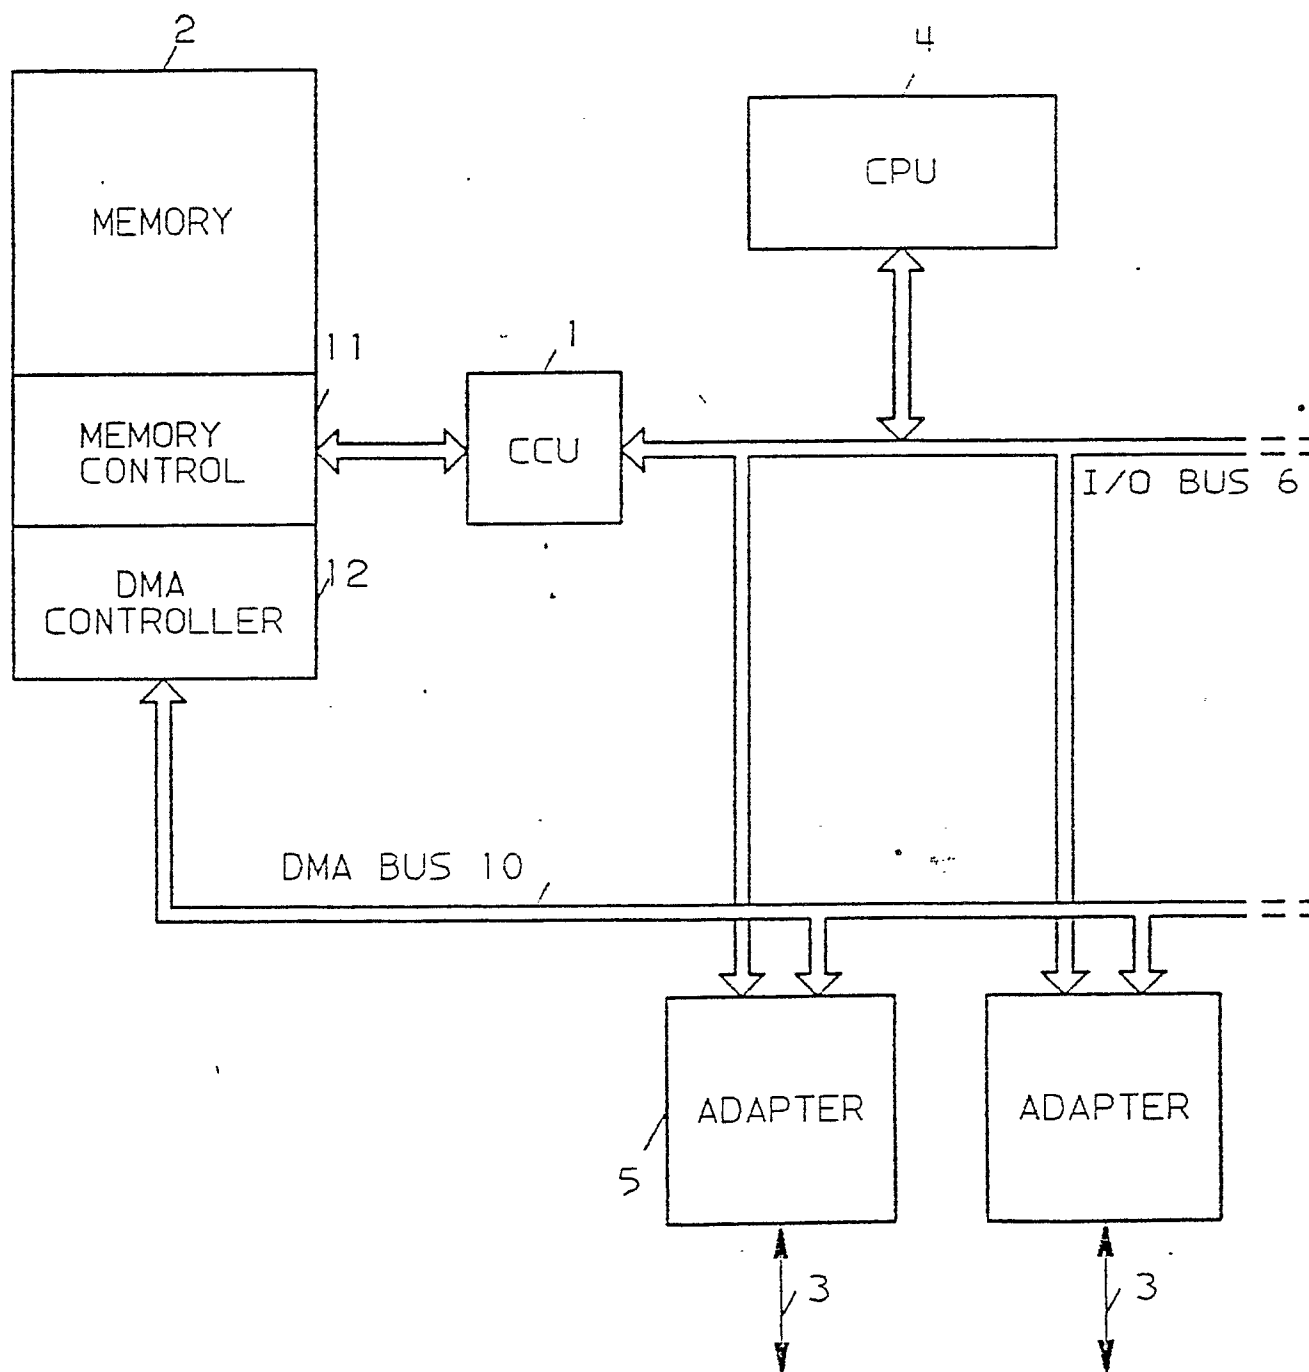 2
4
CPU
MEMORY
11
1
MEMORY
CONTROL
CCU
I/O BUS 6
12
DMA
CONTROLLER
DMA BUS 10
ADAPTER
ADAPTER
5
3
3